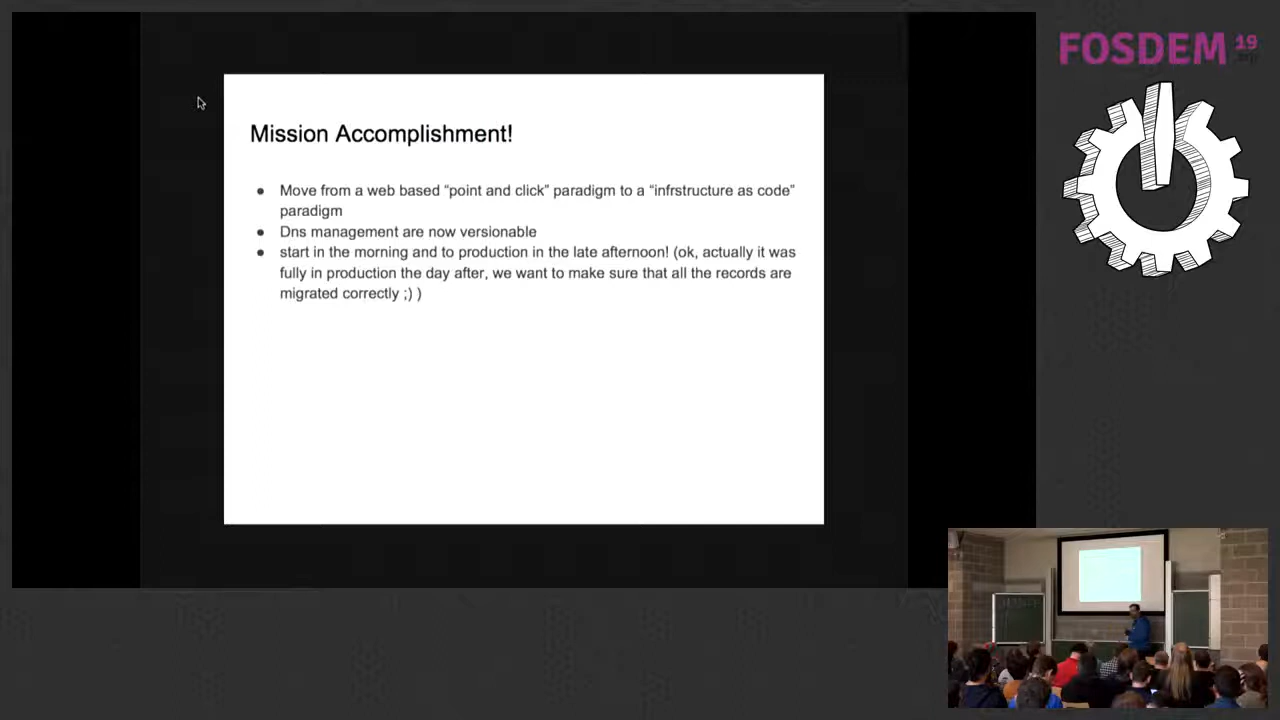 FOSDEM 19
Mission Accomplishment!
● Move from a web based “point and click” paradigm to a “infrstructure as code”
paradigm
● Dns management are now versionable
● start in the morning and to production in the late afternoon! (ok, actually it was
fully in production the day after, we want to make sure that all the records are
migrated correctly ;) )